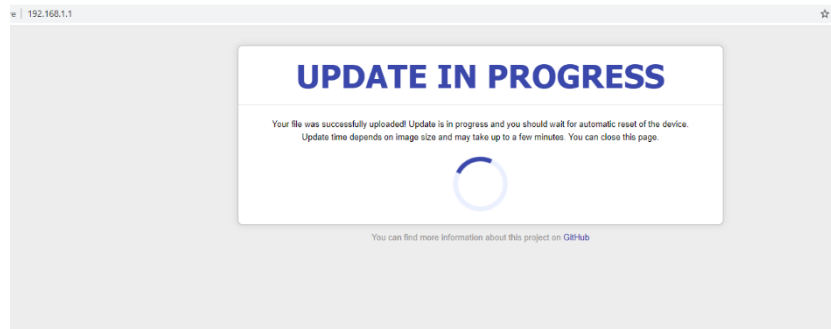 192.168.1.1
UPDATE IN PROGRESS
Your file was successfully uploaded! Update is in progress and you should wait for automatic reset of the device.
Update time depends on image size and may take up to a few minutes. You can close this page.
You can find more information about this project on GitHub